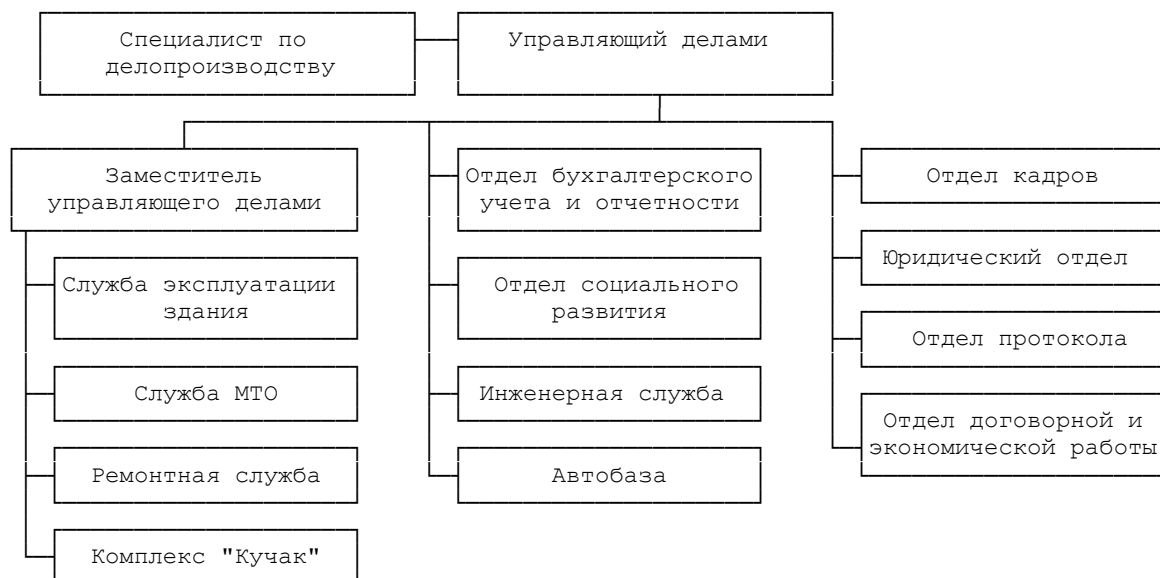 Специалист по
делопроизводству
Управляющий делами
Заместитель
управляющего делами
Служба эксплуатации
здания
Служба МТО
Ремонтная служба
Комплекс "Кучак"
Отдел бухгалтерского
учета и отчетности
Отдел социального
развития
Инженерная служба
Автобаза
Отдел кадров
Юридический отдел
Отдел протокола
Отдел договорной и
экономической работы